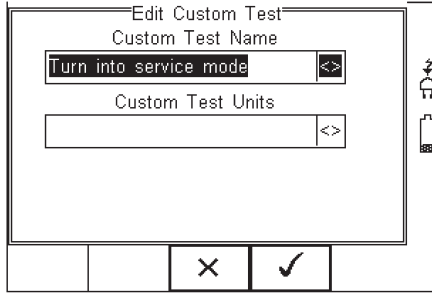 Edit Custom Test
Custom Test Name
Turn into service mode <>
Custom Test Units
<>